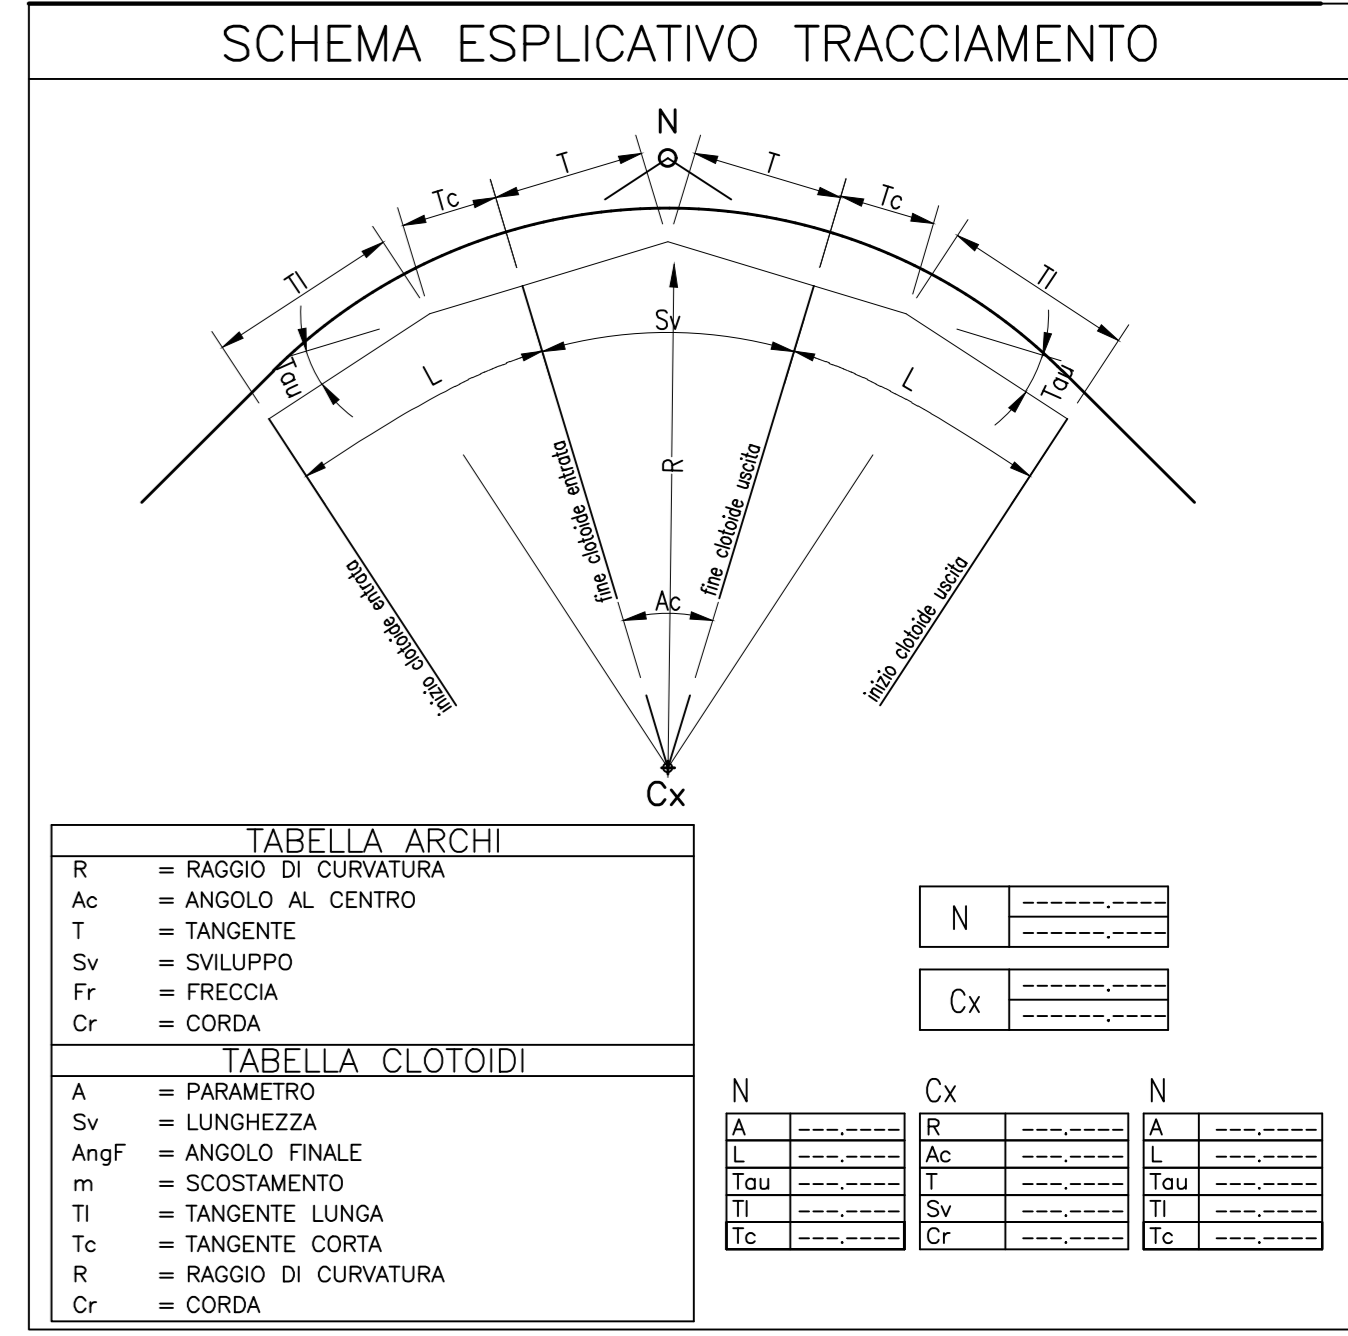 SCHEMA ESPLICATIVO TRACCIAMENTO
N
T
T
Tc
Tc
Tl
Tl
Sv
Tau
L
L
Tau
R
fine clotoide entrata
fine clotoide uscita
inizio clotoide entrata
inizio clotoide uscita
Ac
Cx
TABELLA ARCHI
R = RAGGIO DI CURVATURA
Ac = ANGOLO AL CENTRO
T = TANGENTE
Sv = SVILUPPO
Fr = FRECCIA
Cr = CORDA
TABELLA CLOTOIDI
A = PARAMETRO
Sv = LUNGHEZZA
AngF = ANGOLO FINALE
m = SCOSTAMENTO
Tl = TANGENTE LUNGA
Tc = TANGENTE CORTA
R = RAGGIO DI CURVATURA
Cr = CORDA
N ------.----
------.----
Cx ------.----
------.----
N
A ---.----
L ---.----
Tau ---.----
Tl ---.----
Tc ---.----
Cx
R ---.----
Ac ---.----
T ---.----
Sv ---.----
Cr ---.----
N
A ---.----
L ---.----
Tau ---.----
Tl ---.----
Tc ---.----